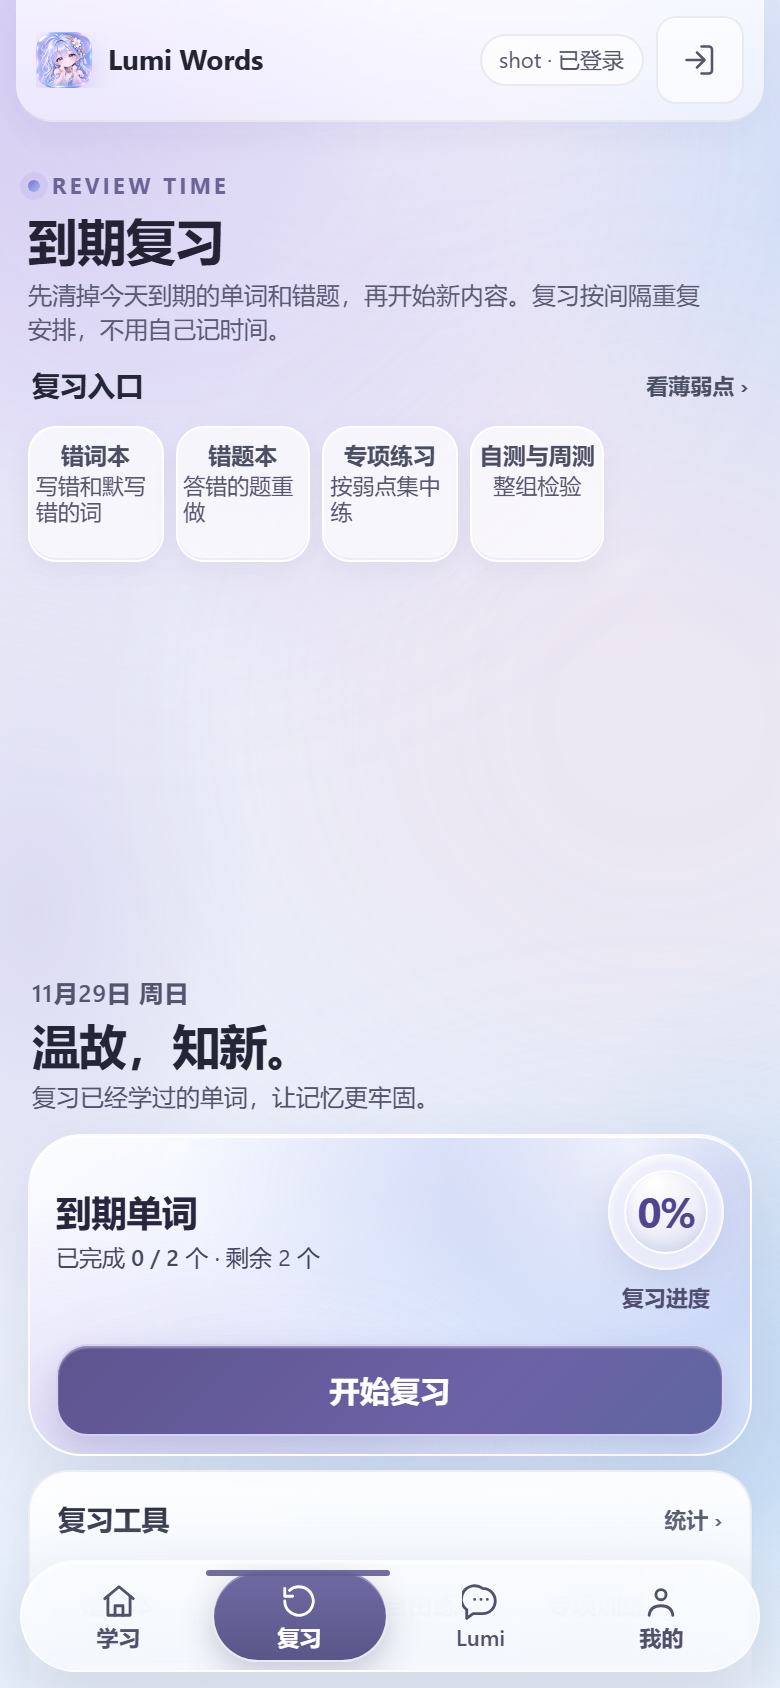 Lumi Words
shot · 已登录
REVIEW TIME
到期复习
先清掉今天到期的单词和错题，再开始新内容。复习按间隔重复
安排，不用自己记时间。
复习入口
看薄弱点 ›
错词本
写错和默写
错的词
错题本
答错的题重
做
专项练习
按弱点集中
练
自测与周测
整组检验
11月29日 周日
温故，知新。
复习已经学过的单词，让记忆更牢固。
到期单词
已完成 0 / 2 个 · 剩余 2 个
0%
复习进度
开始复习
复习工具
统计 ›
学习
复习
Lumi
我的